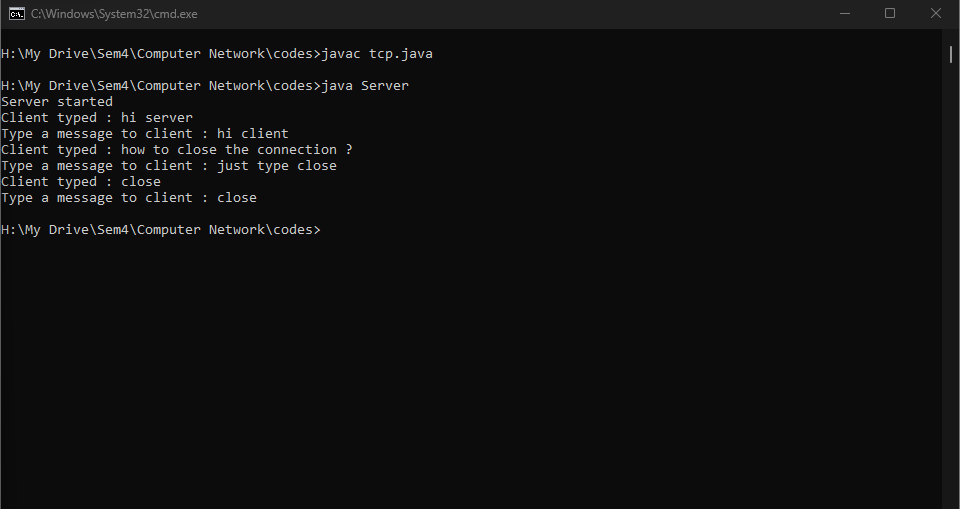 C:\Windows\System32\cmd.exe
H:\My Drive\Sem4\Computer Network\codes>javac tcp.java
H:\My Drive\Sem4\Computer Network\codes>java Server
Server started
Client typed : hi server
Type a message to client : hi client
Client typed : how to close the connection ?
Type a message to client : just type close
Client typed : close
Type a message to client : close
H:\My Drive\Sem4\Computer Network\codes>